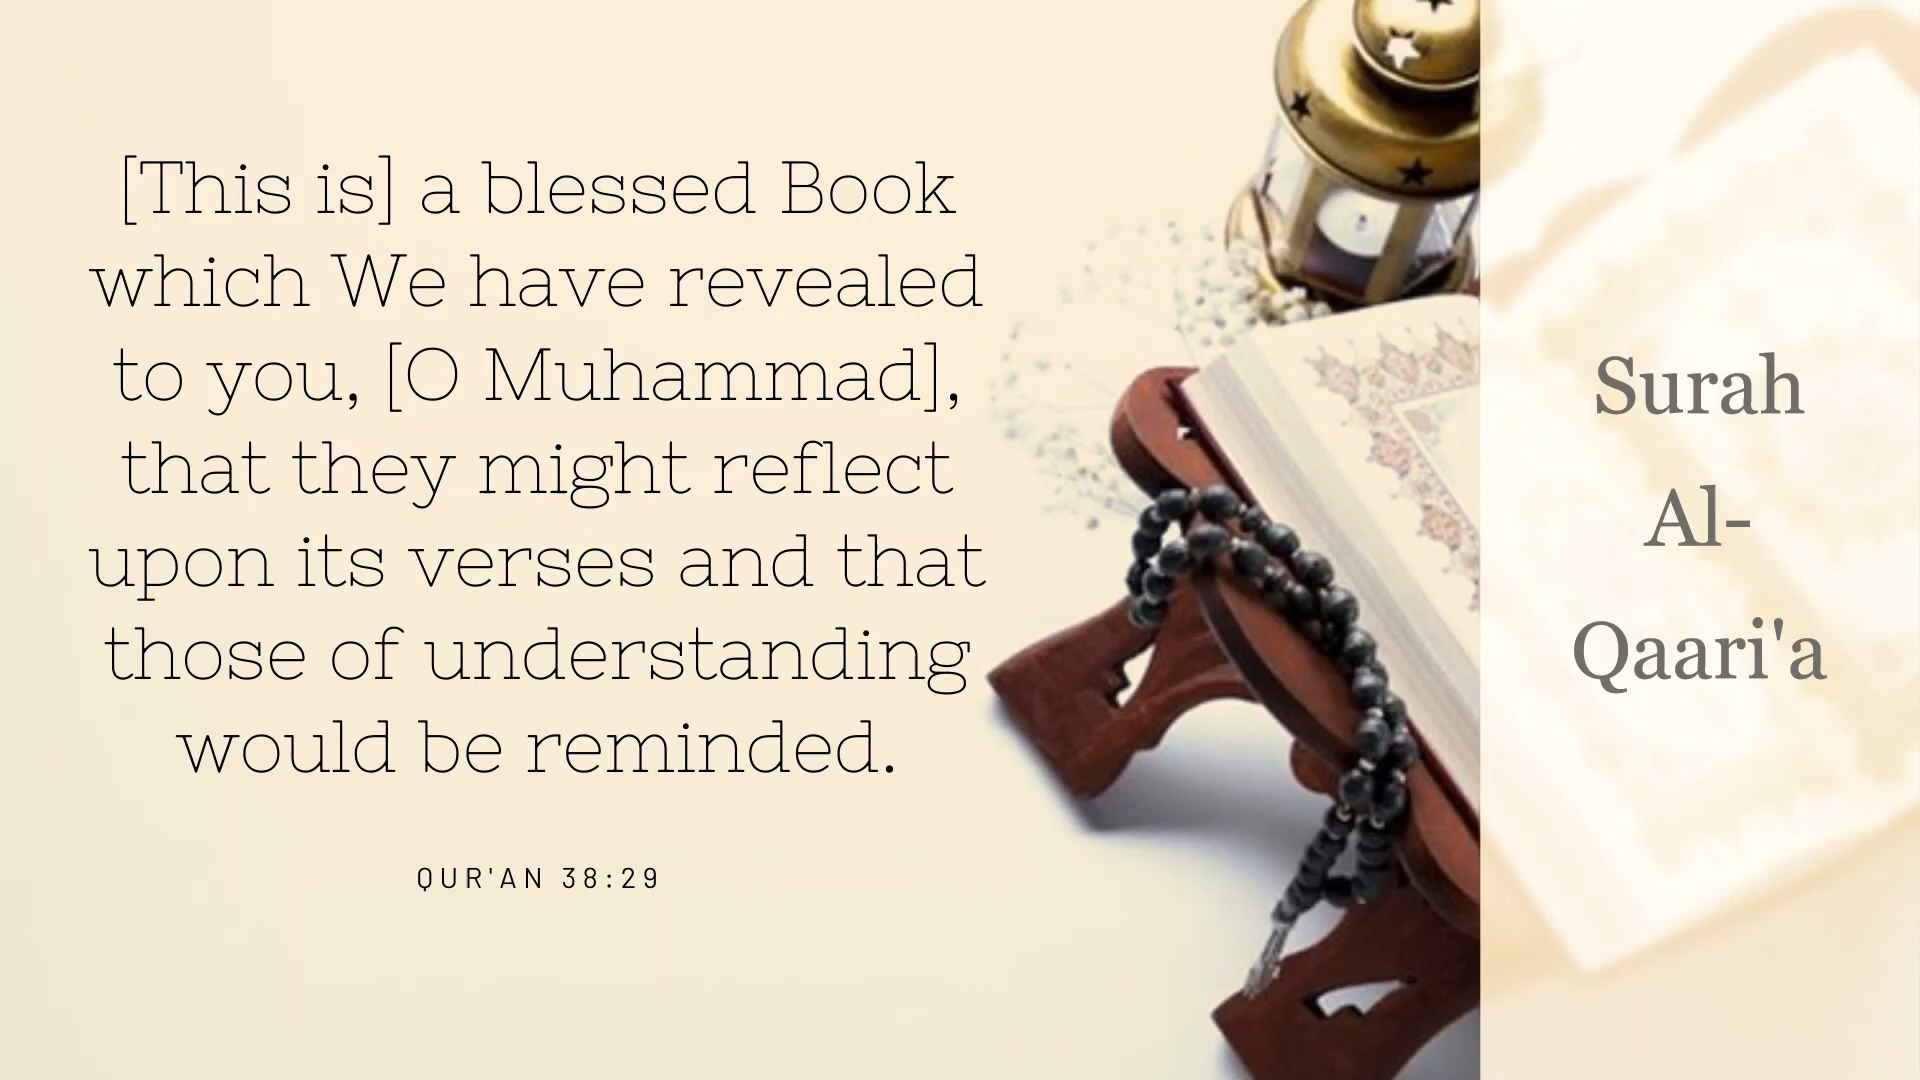 [This is] a blessed Book
which We have revealed
to you, [O Muhammad],
that they might reflect
upon its verses and that
those of understanding
would be reminded.
QUR'AN 38:29
Surah
Al-
Qaari'a